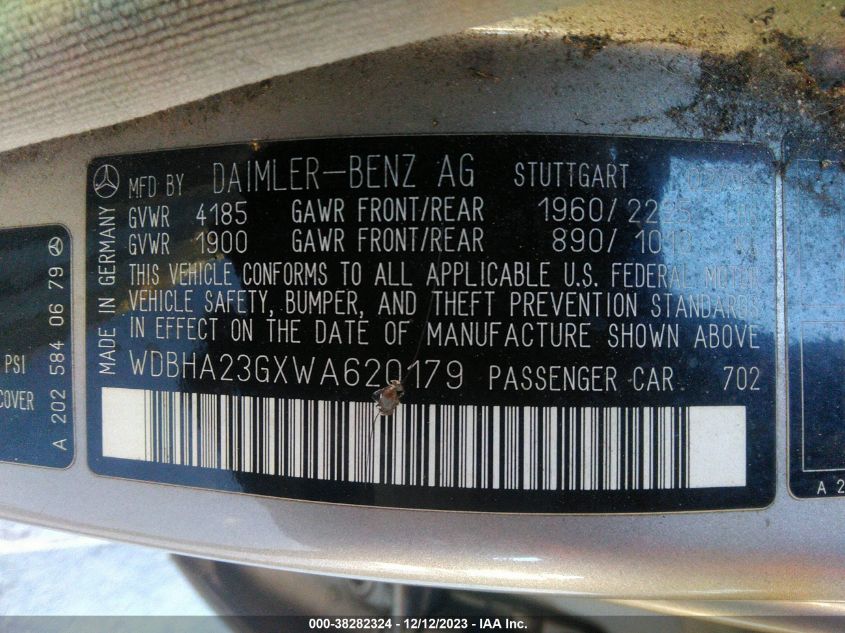 MFD BY DAIMLER-BENZ AG STUTTGART
GVWR 4185 GAWR FRONT/REAR 1960/
GVWR 1900 GAWR FRONT/REAR 890/
THIS VEHICLE CONFORMS TO ALL APPLICABLE U.S. FEDERAL MOTOR
VEHICLE SAFETY, BUMPER, AND THEFT PREVENTION STANDARDS
IN EFFECT ON THE DATE OF MANUFACTURE SHOWN ABOVE
WDBHA23GXWA620179 PASSENGER CAR 702
MADE IN GERMANY
A 202 584 06 79
PSI
COVER
A 2
000-38282324 - 12/12/2023 - IAA Inc.